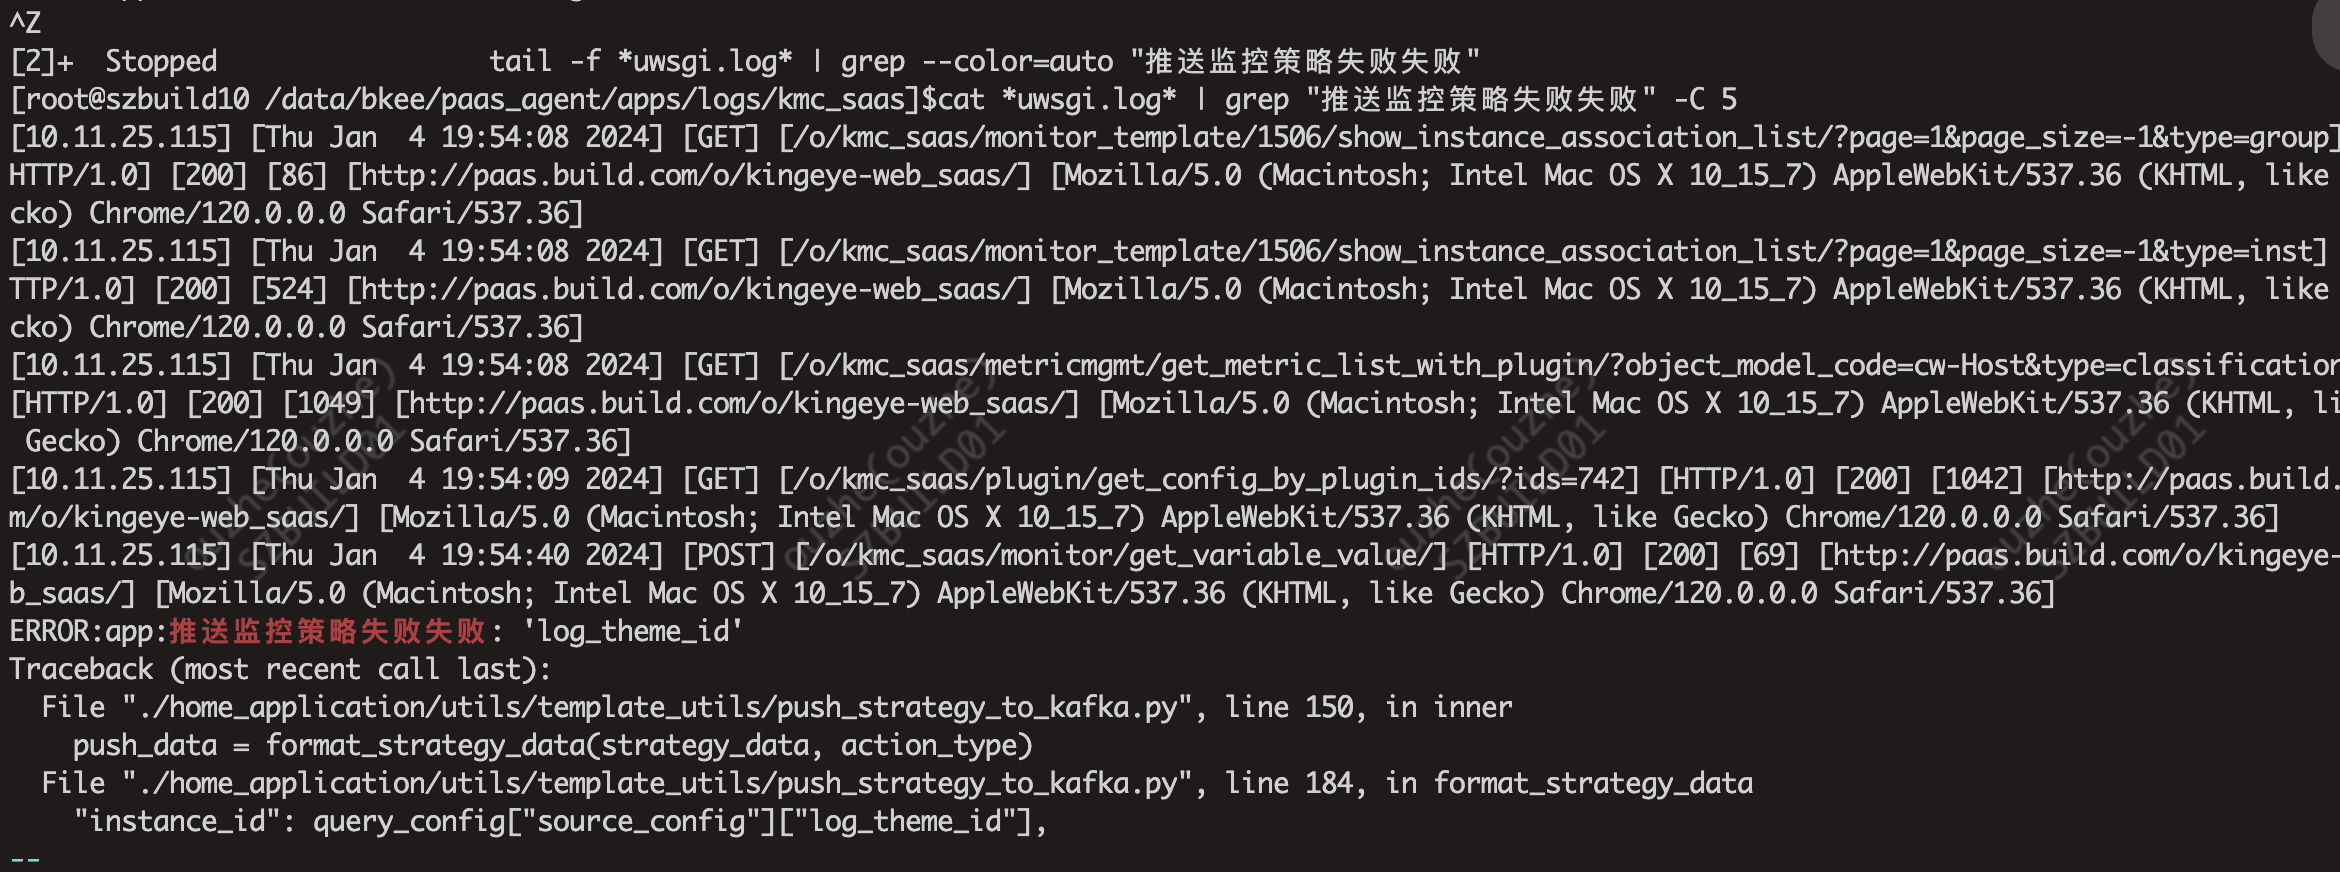 ^Z
[2]+  Stopped                 tail -f *uwsgi.log* | grep --color=auto "推送监控策略失败失败"
[root@szbuild10 /data/bkee/paas_agent/apps/logs/kmc_saas]$cat *uwsgi.log* | grep "推送监控策略失败失败" -C 5
[10.11.25.115] [Thu Jan  4 19:54:08 2024] [GET] [/o/kmc_saas/monitor_template/1506/show_instance_association_list/?page=1&page_size=-1&type=group]
HTTP/1.0] [200] [86] [http://paas.build.com/o/kingeye-web_saas/] [Mozilla/5.0 (Macintosh; Intel Mac OS X 10_15_7) AppleWebKit/537.36 (KHTML, like
cko) Chrome/120.0.0.0 Safari/537.36]
[10.11.25.115] [Thu Jan  4 19:54:08 2024] [GET] [/o/kmc_saas/monitor_template/1506/show_instance_association_list/?page=1&page_size=-1&type=inst]
TTP/1.0] [200] [524] [http://paas.build.com/o/kingeye-web_saas/] [Mozilla/5.0 (Macintosh; Intel Mac OS X 10_15_7) AppleWebKit/537.36 (KHTML, like
cko) Chrome/120.0.0.0 Safari/537.36]
[10.11.25.115] [Thu Jan  4 19:54:08 2024] [GET] [/o/kmc_saas/metricmgmt/get_metric_list_with_plugin/?object_model_code=cw-Host&type=classification
[HTTP/1.0] [200] [1049] [http://paas.build.com/o/kingeye-web_saas/] [Mozilla/5.0 (Macintosh; Intel Mac OS X 10_15_7) AppleWebKit/537.36 (KHTML, li
 Gecko) Chrome/120.0.0.0 Safari/537.36]
[10.11.25.115] [Thu Jan  4 19:54:09 2024] [GET] [/o/kmc_saas/plugin/get_config_by_plugin_ids/?ids=742] [HTTP/1.0] [200] [1042] [http://paas.build.
m/o/kingeye-web_saas/] [Mozilla/5.0 (Macintosh; Intel Mac OS X 10_15_7) AppleWebKit/537.36 (KHTML, like Gecko) Chrome/120.0.0.0 Safari/537.36]
[10.11.25.115] [Thu Jan  4 19:54:40 2024] [POST] [/o/kmc_saas/monitor/get_variable_value/] [HTTP/1.0] [200] [69] [http://paas.build.com/o/kingeye-
b_saas/] [Mozilla/5.0 (Macintosh; Intel Mac OS X 10_15_7) AppleWebKit/537.36 (KHTML, like Gecko) Chrome/120.0.0.0 Safari/537.36]
ERROR:app:推送监控策略失败失败: 'log_theme_id'
Traceback (most recent call last):
  File "./home_application/utils/template_utils/push_strategy_to_kafka.py", line 150, in inner
    push_data = format_strategy_data(strategy_data, action_type)
  File "./home_application/utils/template_utils/push_strategy_to_kafka.py", line 184, in format_strategy_data
    "instance_id": query_config["source_config"]["log_theme_id"],
--
ouzhe(ouzhe)
SZBUILD01
ouzhe(ouzhe)
SZBUILD01
ouzhe(ouzhe)
SZBUILD01
ouzhe(ouzhe)
SZBUILD01